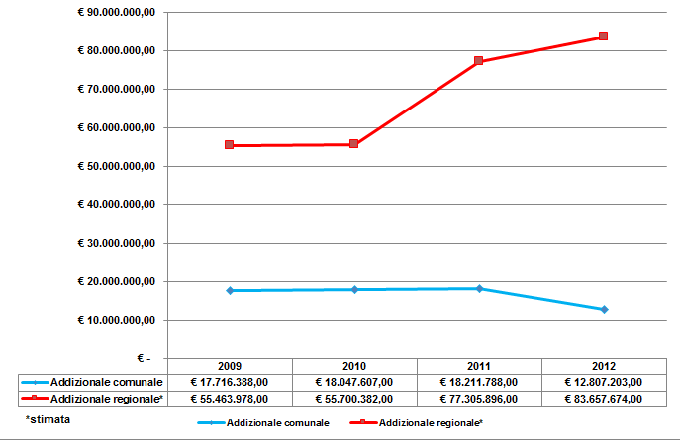 € 90.000.000,00
€ 80.000.000,00
€ 70.000.000,00
€ 60.000.000,00
€ 50.000.000,00
€ 40.000.000,00
€ 30.000.000,00
€ 20.000.000,00
€ 10.000.000,00
€ -
2009 2010 2011 2012
Addizionale comunale € 17.716.388,00 € 18.047.607,00 € 18.211.788,00 € 12.807.203,00
Addizionale regionale* € 55.463.978,00 € 55.700.382,00 € 77.305.896,00 € 83.657.674,00
*stimata
Addizionale comunale Addizionale regionale*